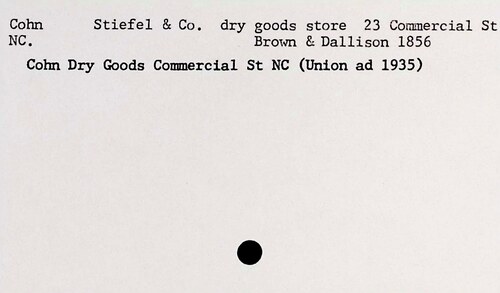 Cohn Stiefel & Co. dry goods store 23 Commercial St
NC. Brown & Dallison 1856
Cohn Dry Goods Commercial St NC (Union ad 1935)